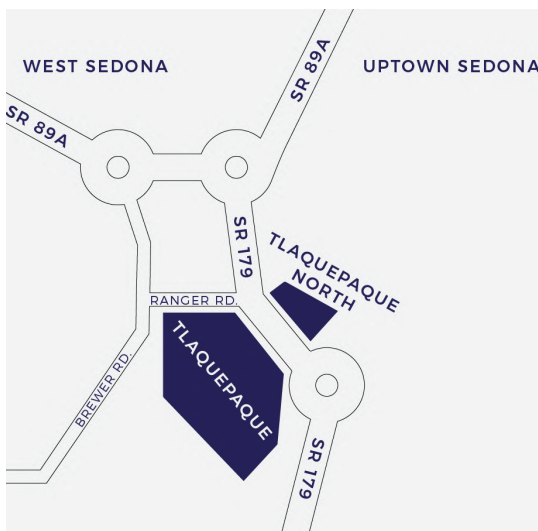 WEST SEDONA
UPTOWN SEDONA
SR 89A
SR 89A
SR 179
TLAQUEPAQUE
NORTH
RANGER RD.
TLAQUEPAQUE
BREWER RD.
SR 179